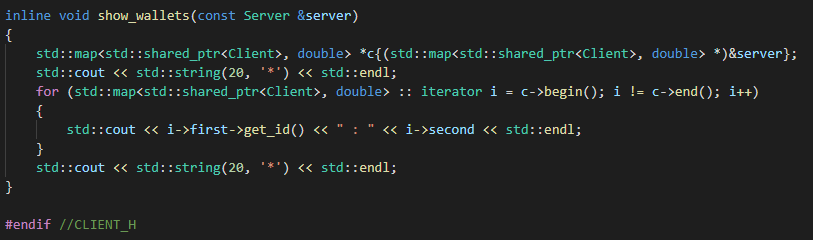 inline void show_wallets(const Server &server)
{
    std::map<std::shared_ptr<Client>, double> *c{(std::map<std::shared_ptr<Client>, double> *)&server};
    std::cout << std::string(20, '*') << std::endl;
    for (std::map<std::shared_ptr<Client>, double> :: iterator i = c->begin(); i != c->end(); i++)
    {
        std::cout << i->first->get_id() << " : " << i->second << std::endl;
    }
    std::cout << std::string(20, '*') << std::endl;
}
#endif //CLIENT_H